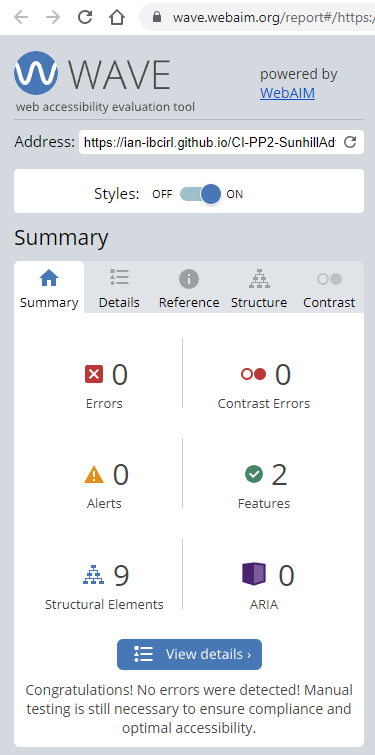 wave.webaim.org/report#/https:/
WAVE
web accessibility evaluation tool
powered by
WebAIM
Address: https://ian-ibcirl.github.io/CI-PP2-SunhillAd
Styles: OFF ON
Summary
Summary Details Reference Structure Contrast
0 0
Errors Contrast Errors
0 2
Alerts Features
9 0
Structural Elements ARIA
View details ›
Congratulations! No errors were detected! Manual
testing is still necessary to ensure compliance and
optimal accessibility.